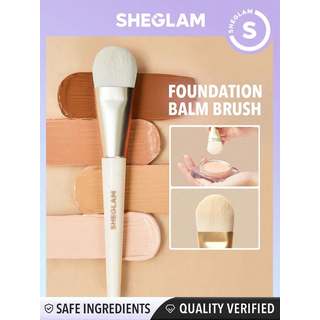 SHEGLAM
SHEGLAM
S
FOUNDATION
BALM BRUSH
SHEGLAM
SAFE INGREDIENTS
QUALITY VERIFIED